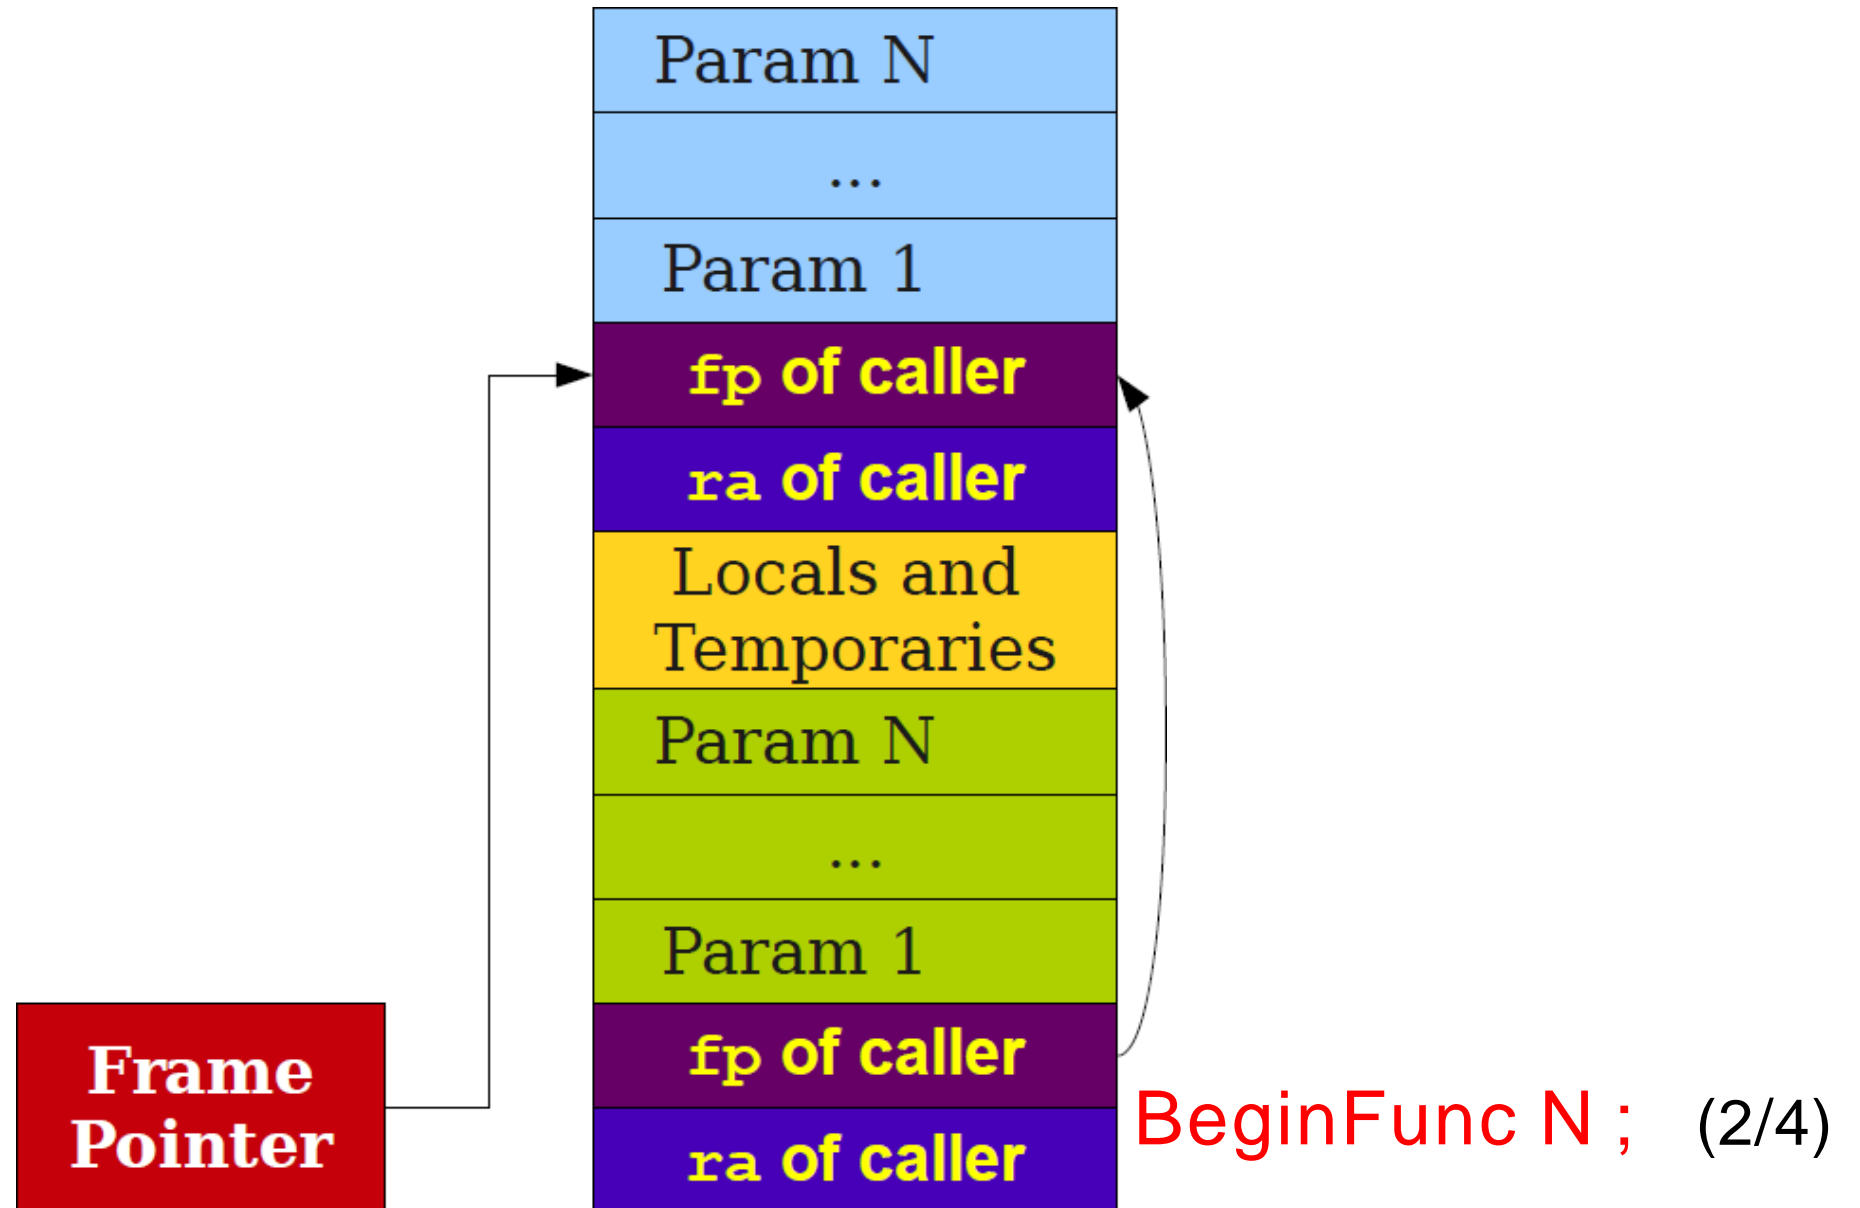 Param N
...
Param 1
fp of caller
ra of caller
Locals and
Temporaries
Param N
...
Param 1
fp of caller
ra of caller
Frame
Pointer
BeginFunc N ; (2/4)